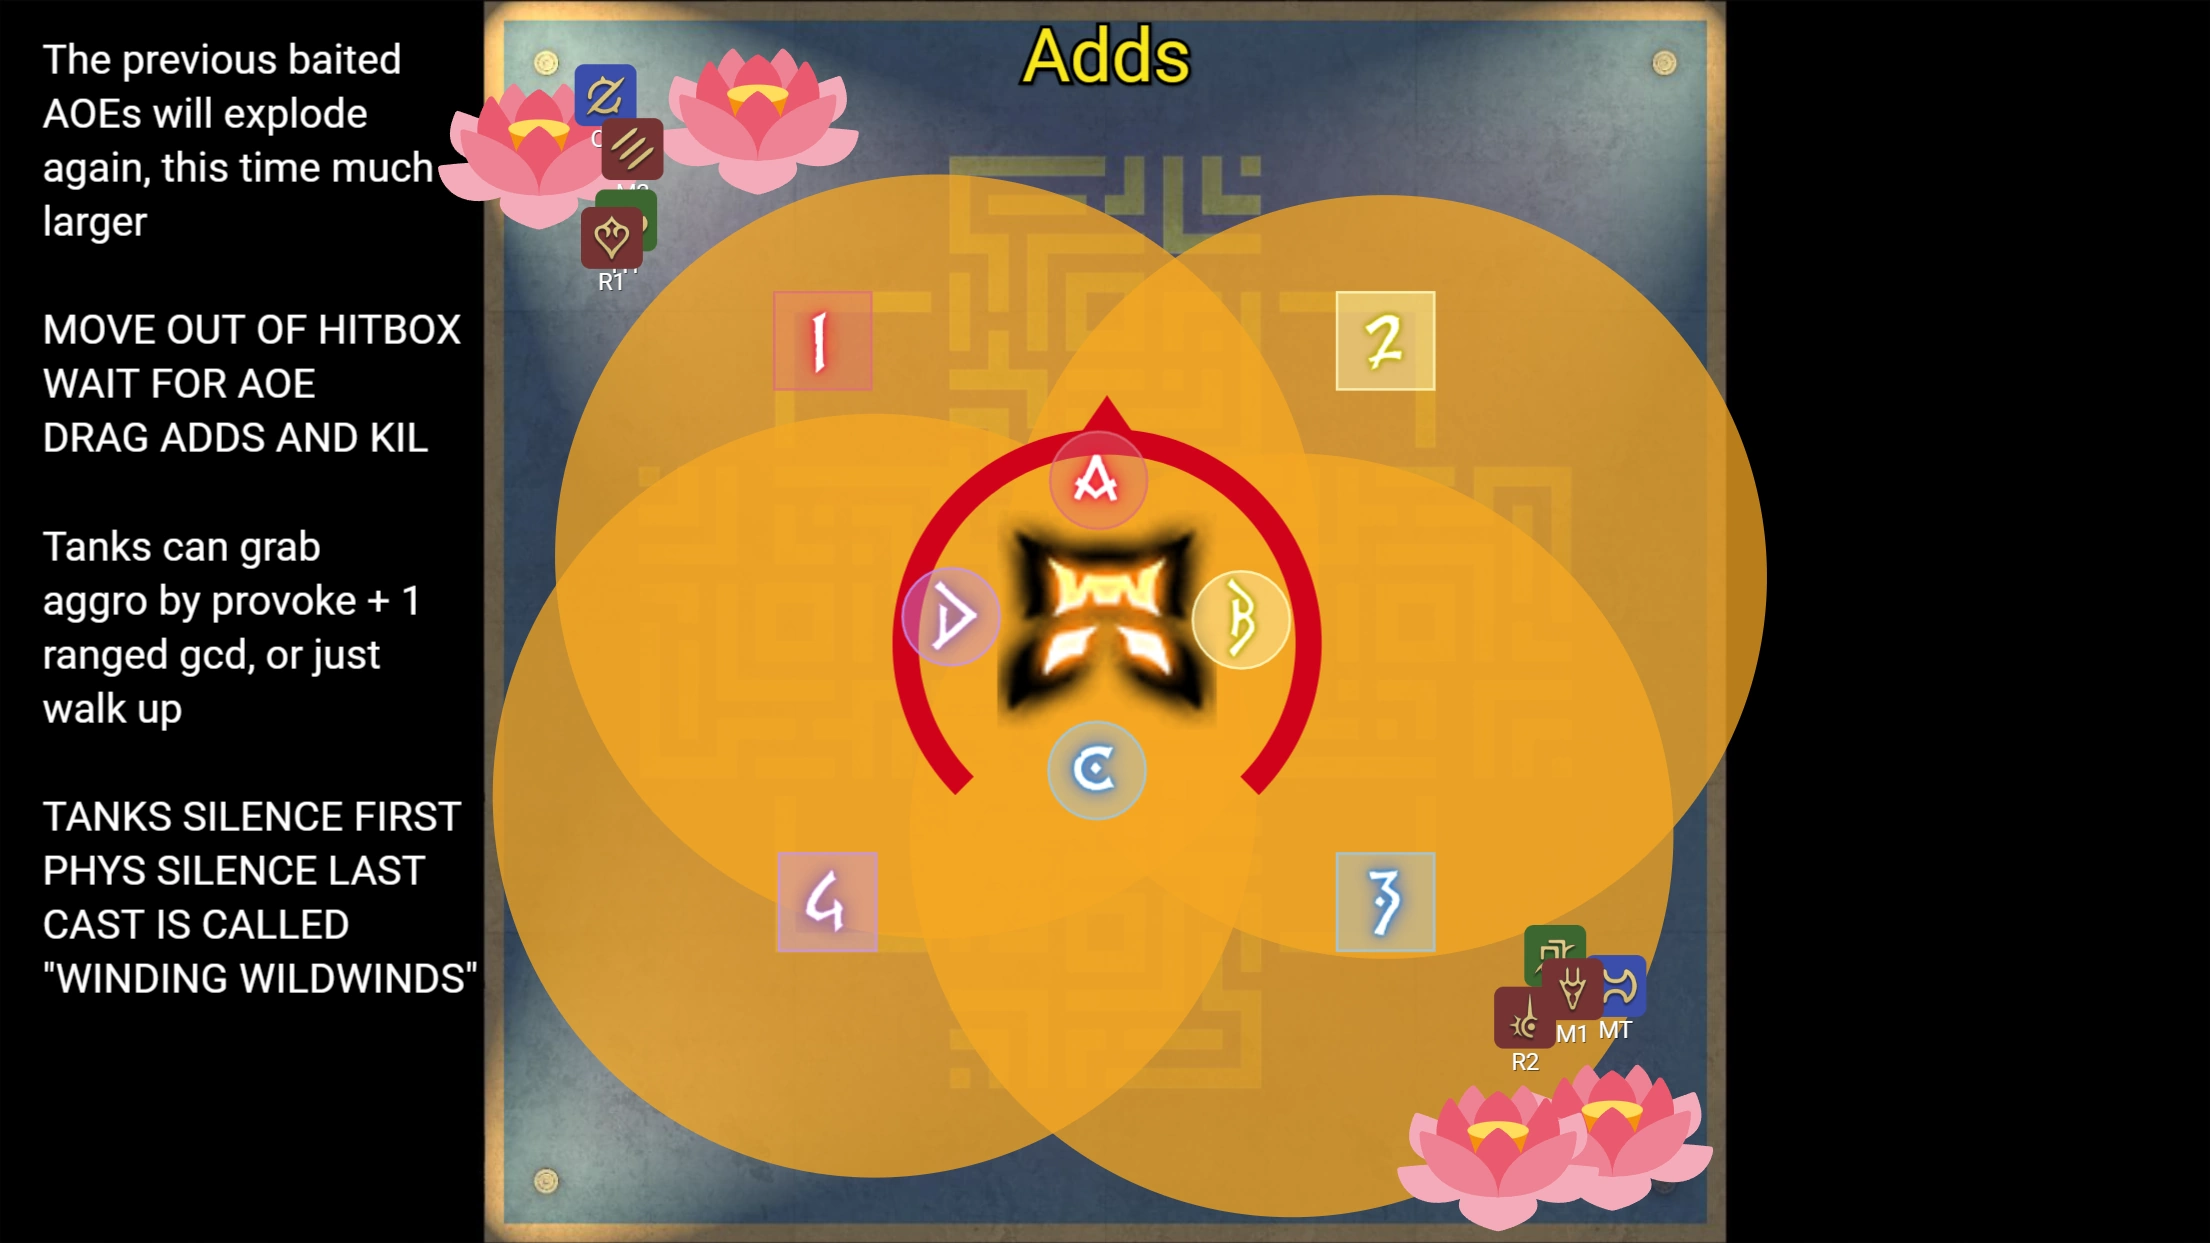 The previous baited
AOEs will explode
again, this time much
larger
MOVE OUT OF HITBOX
WAIT FOR AOE
DRAG ADDS AND KIL
Tanks can grab
aggro by provoke + 1
ranged gcd, or just
walk up
TANKS SILENCE FIRST
PHYS SILENCE LAST
CAST IS CALLED
"WINDING WILDWINDS"
Adds
R1
1
2
A
D
B
C
4
3
M1 MT
R2